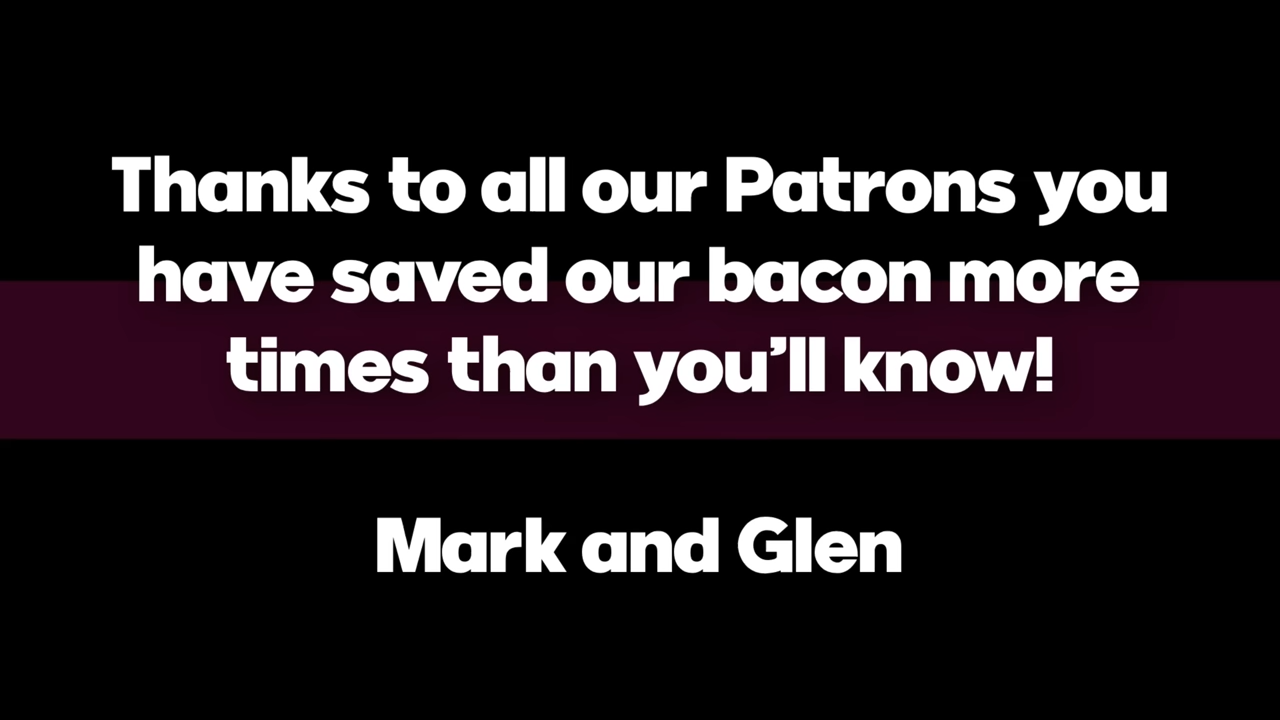 Thanks to all our Patrons you
have saved our bacon more
times than you’ll know!
Mark and Glen